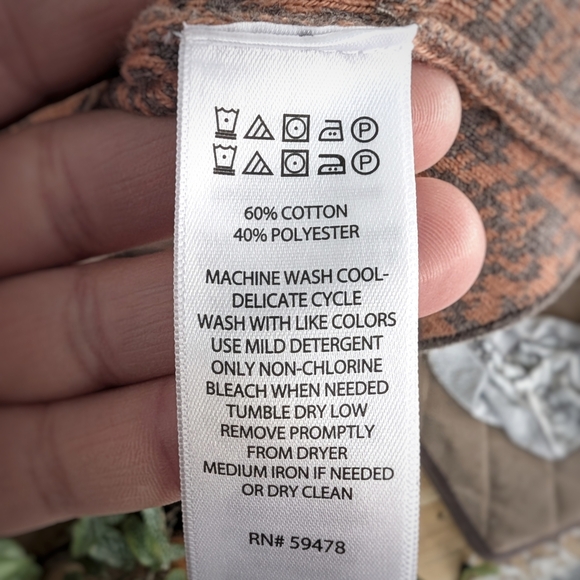 P
P
60% COTTON
40% POLYESTER
MACHINE WASH COOL-
DELICATE CYCLE
WASH WITH LIKE COLORS
USE MILD DETERGENT
ONLY NON-CHLORINE
BLEACH WHEN NEEDED
TUMBLE DRY LOW
REMOVE PROMPTLY
FROM DRYER
MEDIUM IRON IF NEEDED
OR DRY CLEAN
RN# 59478